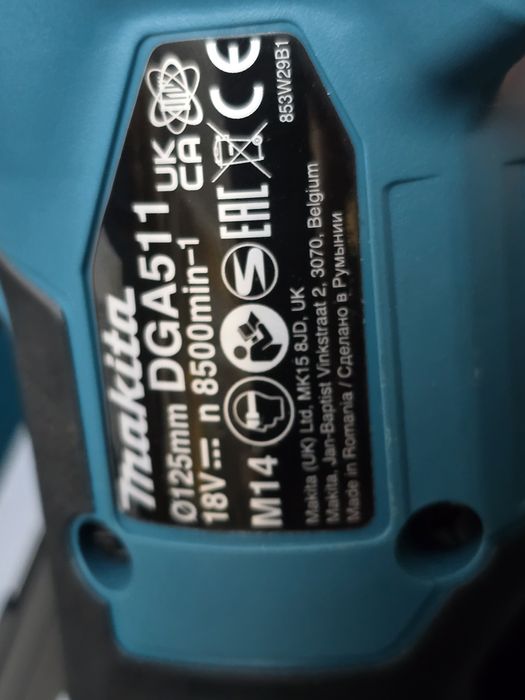 makita
Ø125mm DGA511
18V n 8500min⁻¹
M14
UK
CA
EAC
CE
853W29B1
Makita (UK) Ltd, MK15 8JD, UK
Makita, Jan-Baptist Vinkstraat 2, 3070, Belgium
Made in Romania / Сделано в Румынии